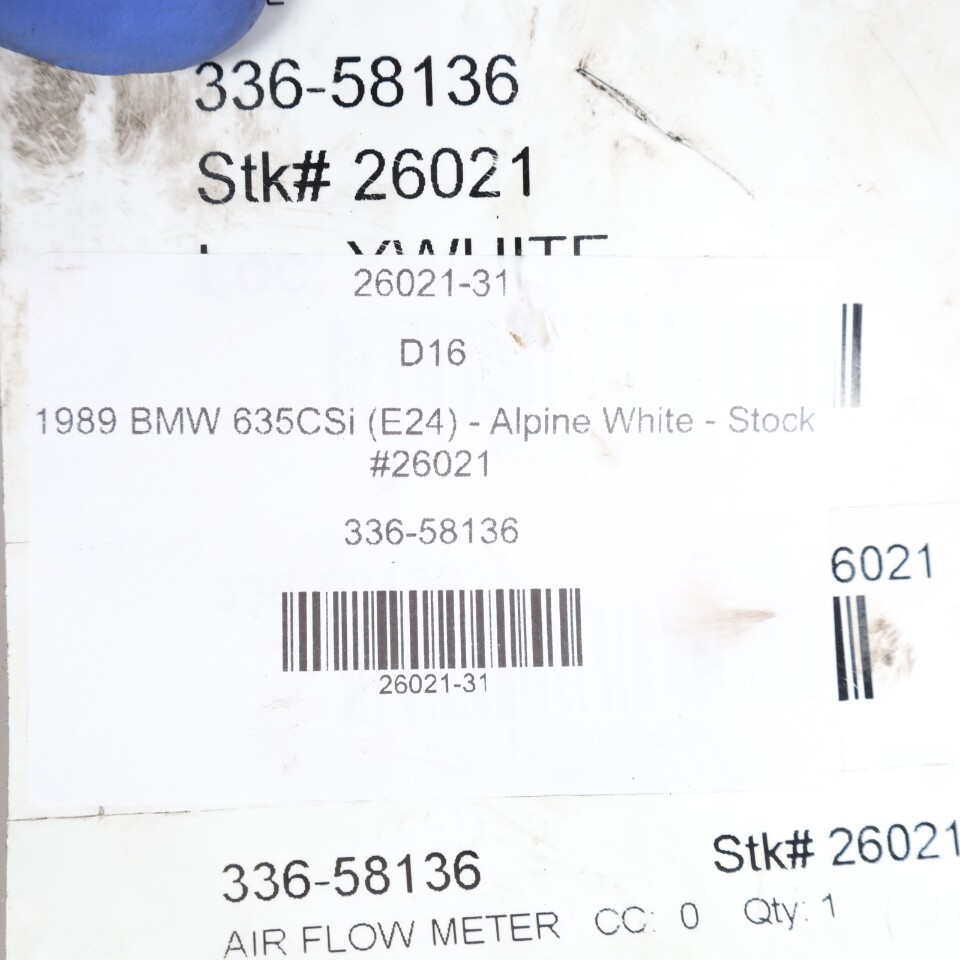 336-58136
Stk# 26021
26021-31
D16
1989 BMW 635CSi (E24) - Alpine White - Stock
#26021
336-58136
6021
26021-31
336-58136 Stk# 26021
AIR FLOW METER CC: 0 Qty: 1